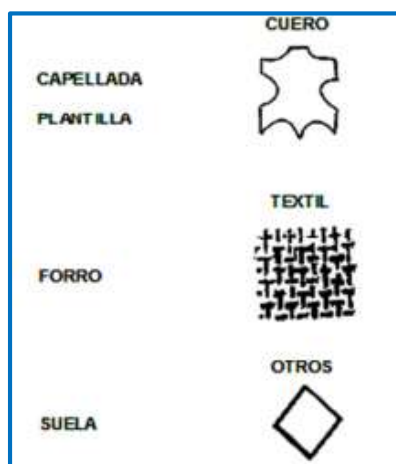 CUERO
CAPELLADA
PLANTILLA
TEXTIL
FORRO
OTROS
SUELA